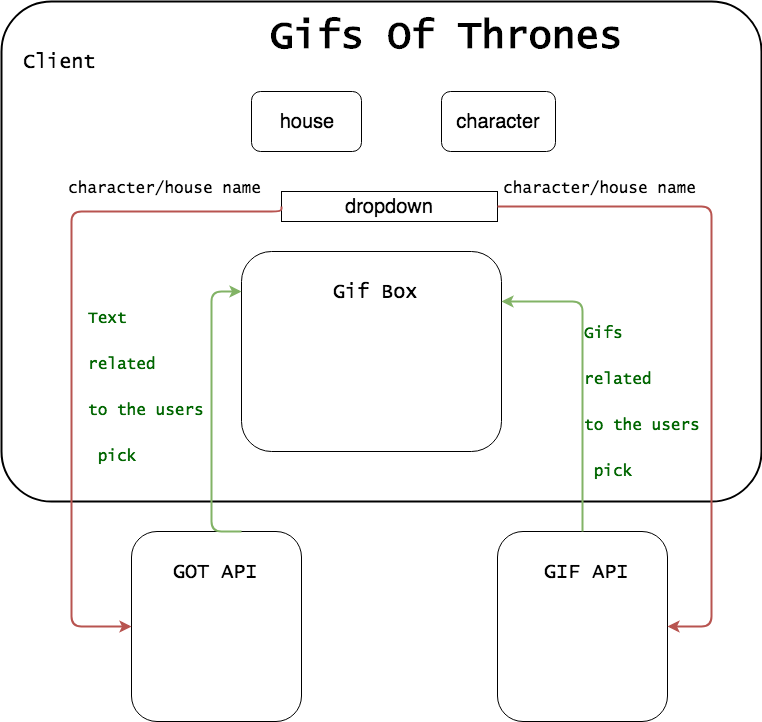 Gifs Of Thrones
Client
house
character
character/house name
character/house name
dropdown
Gif Box
Text
related
to the users
pick
Gifs
related
to the users
pick
GOT API
GIF API